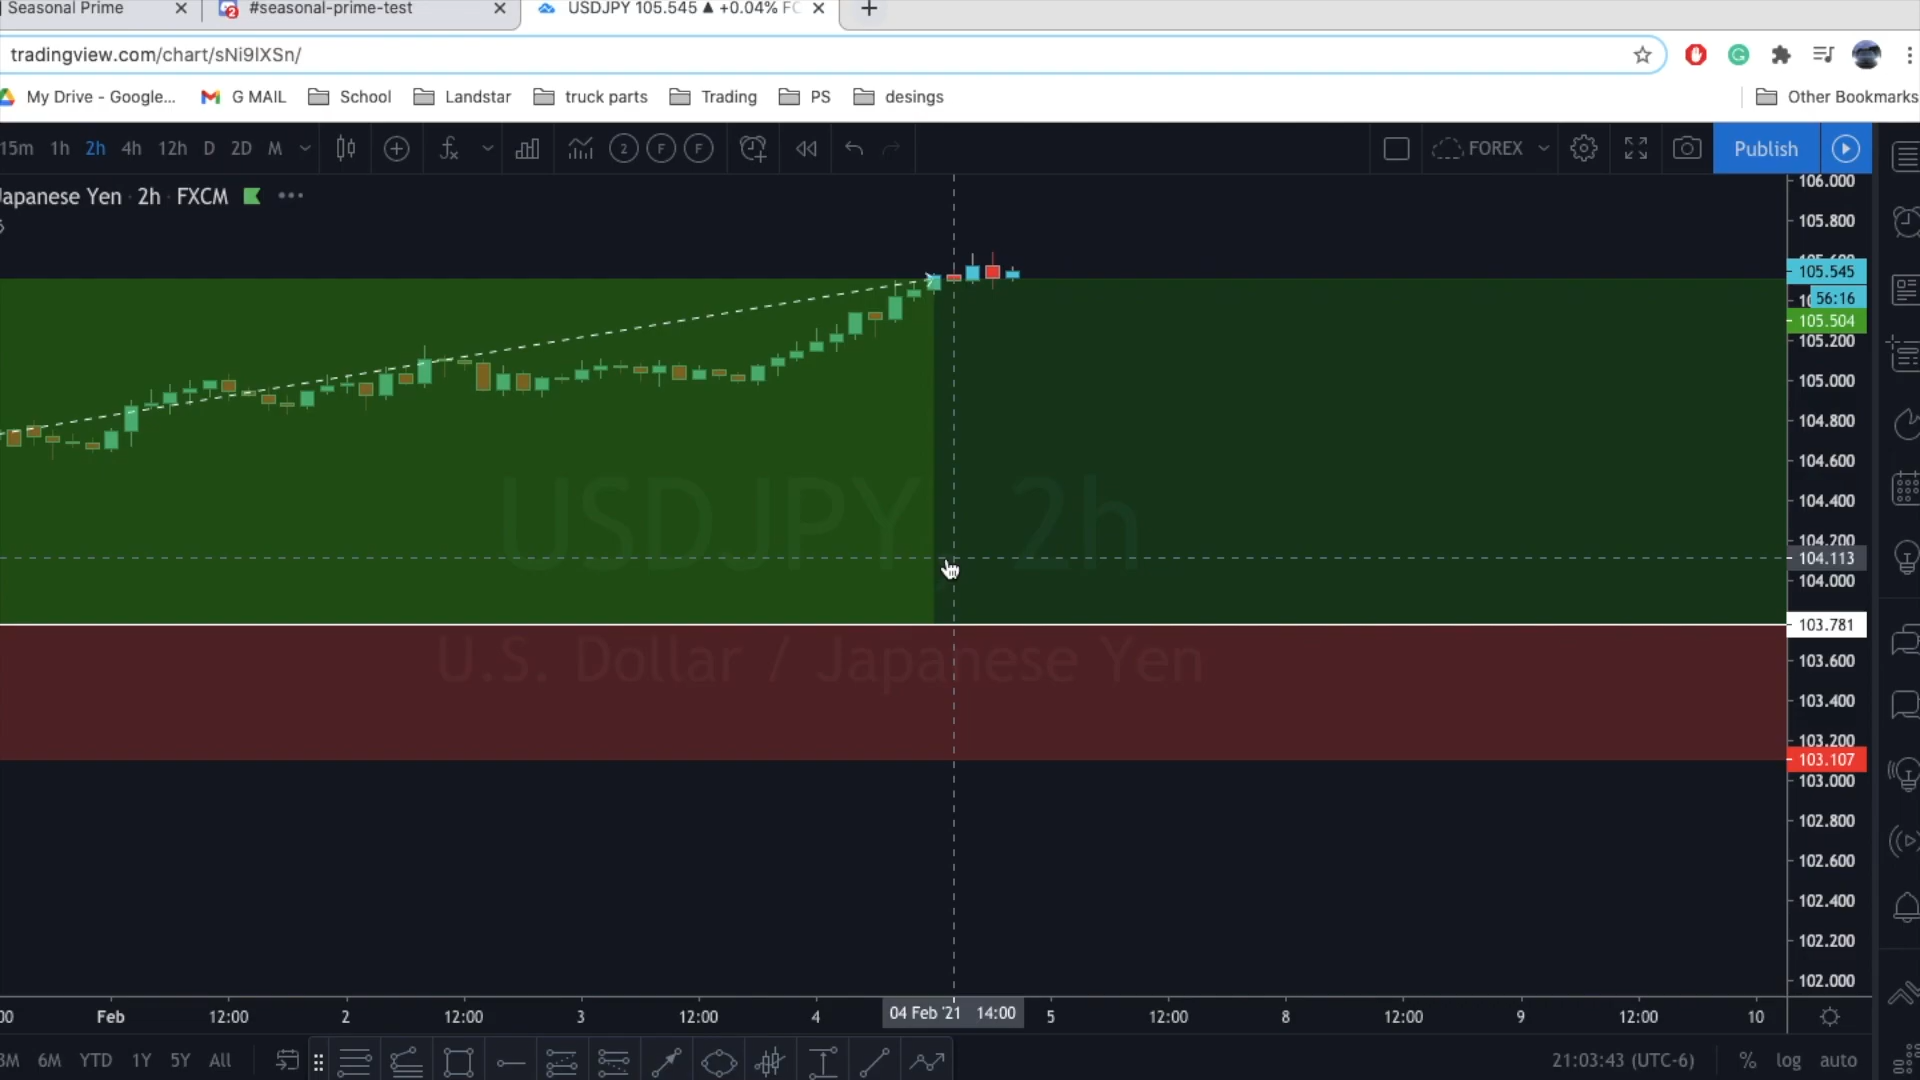 Seasonal Prime
#seasonal-prime-test
USDJPY 105.545 ▲ +0.04% FC
tradingview.com/chart/sNi9lXSn/
My Drive - Google...
G MAIL
School
Landstar
truck parts
Trading
PS
desings
Other Bookmarks
15m 1h 2h 4h 12h D 2D M
2 F F
FOREX
Publish
Japanese Yen · 2h · FXCM
106.000
105.800
105.545
56:16
105.504
105.200
105.000
104.800
104.600
104.400
104.200
104.113
104.000
103.781
103.600
103.400
103.200
103.107
103.000
102.800
102.600
102.400
102.200
102.000
USDJPY, 2h
U.S. Dollar / Japanese Yen
00 Feb 12:00 2 12:00 3 12:00 4 04 Feb '21 14:00 5 12:00 8 12:00 9 12:00 10
3M 6M YTD 1Y 5Y All
21:03:43 (UTC-6)
% log auto